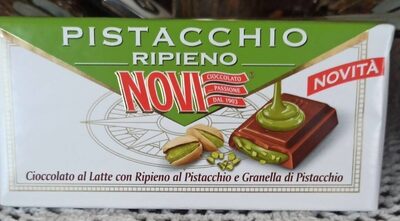 PISTACCHIO
RIPIENO
NOVI
CIOCCOLATO
PASSIONE
DAL 1903
NOVITÀ
Cioccolato al Latte con Ripieno al Pistacchio e Granella di Pistacchio